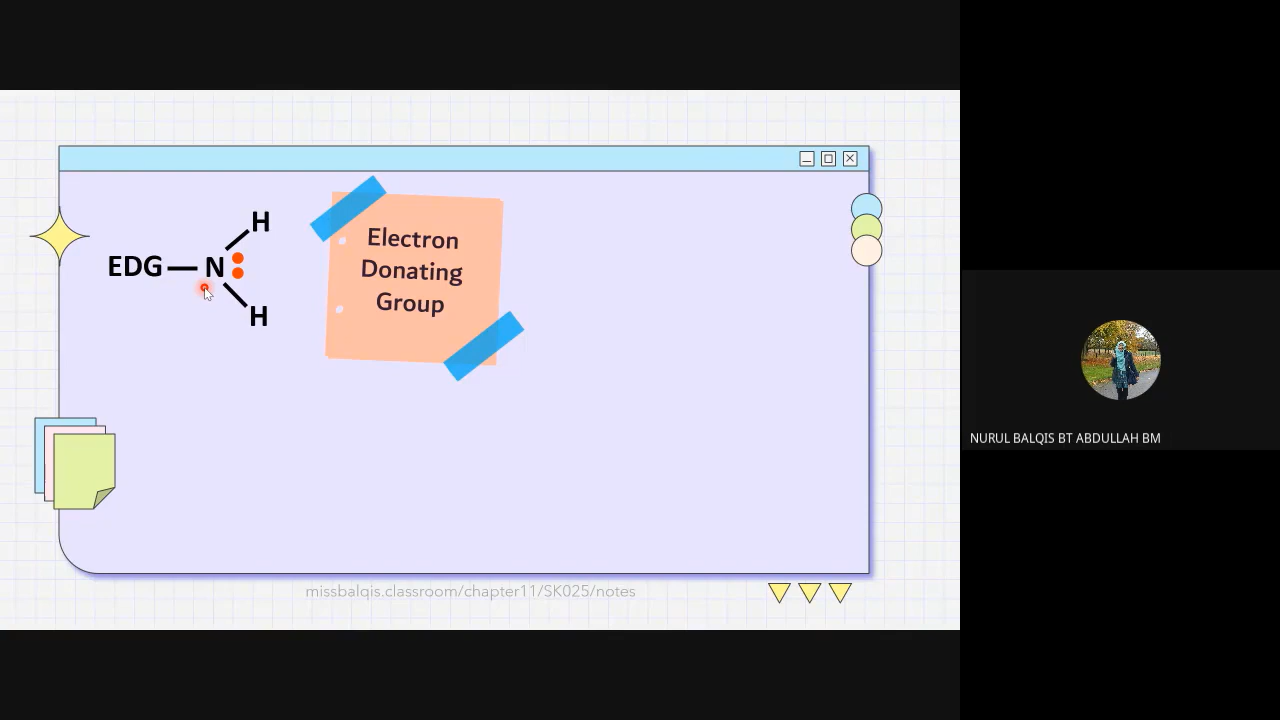 H
EDG N
H
Electron
Donating
Group
missbalqis.classroom/chapter11/SK025/notes
NURUL BALQIS BT ABDULLAH BM